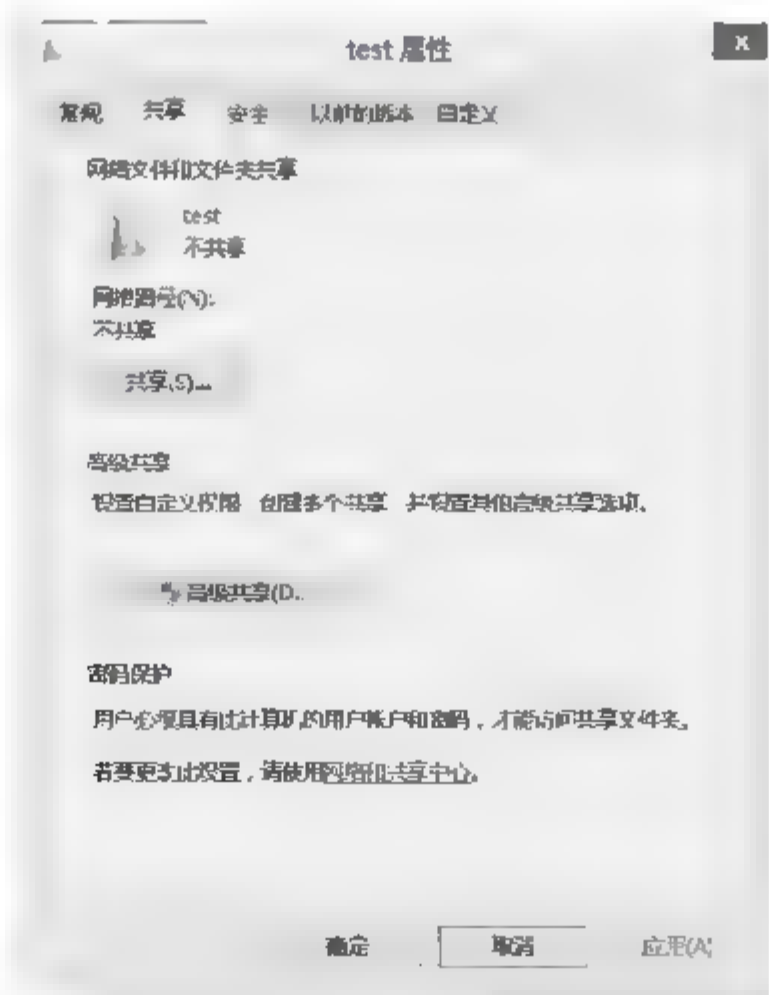 test 属性
常规 共享 安全 以前的版本 自定义
网络文件和文件夹共享
test
不共享
网络路径(N):
不共享
共享(S)...
高级共享
设置自定义权限，创建多个共享，并设置其他高级共享选项。
高级共享(D...
密码保护
用户必须具有此计算机的用户帐户和密码，才能访问共享文件夹。
若要更改此设置，请使用网络和共享中心。
确定 取消 应用(A)